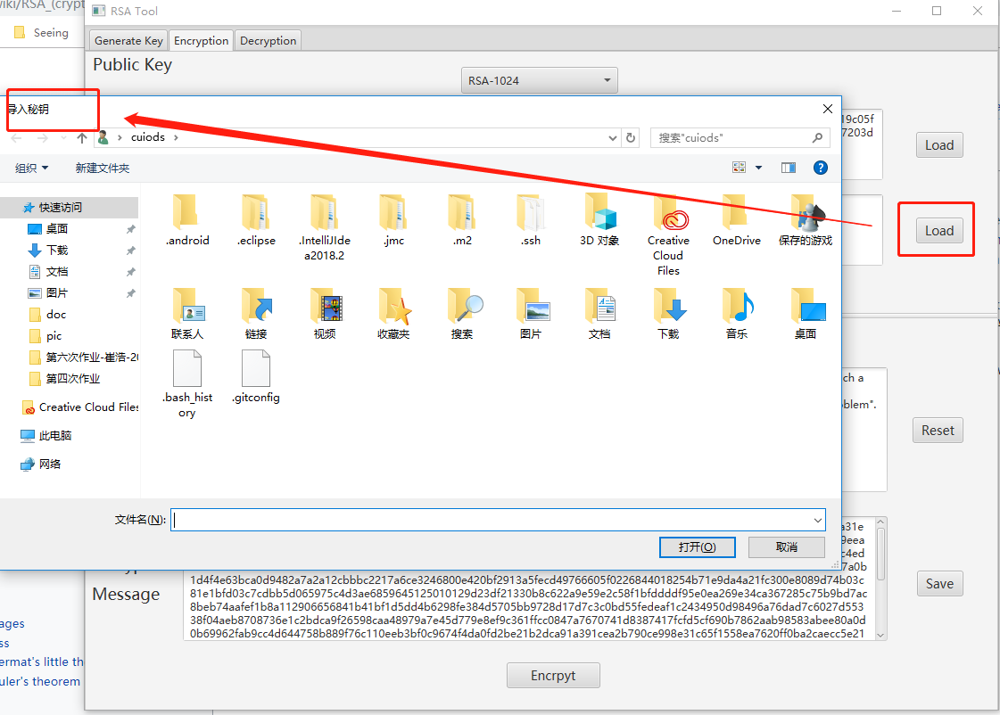 wiki/RSA_(crypt
RSA Tool
Seeing
Generate Key Encryption Decryption
Public Key
RSA-1024
导入秘钥
19c05f
7203d
Load
cuiods
搜索"cuiods"
组织 新建文件夹
Load
快速访问
桌面
下载
文档
图片
doc
pic
第六次作业-崔浩-20
第四次作业
Creative Cloud Files
此电脑
网络
.android .eclipse .IntelliJIdea2018.2 .jmc .m2 .ssh 3D 对象 Creative Cloud Files OneDrive 保存的游戏
联系人 链接 视频 收藏夹 搜索 图片 文档 下载 音乐 桌面
.bash_history .gitconfig
ch a
oblem".
Reset
文件名(N):
打开(O) 取消
a31e
9eea
c4ed
7a0b
Message
1d4f4e63bca0d9482a7a2a12cbbbc2217a6ce3246800e420bf2913a5fecd49766605f0226844018254b71e9da4a21fc300e8089d74b03c
81e1bfd03c7cdbb5d065975c4d3ae6859645125010129d23df21330b8c622a9e59e2c58f1bfddddf95e0ea269e34ca367285c75b9bd7ac
8beb74aafef1b8a112906656841b41bf1d5dd4b6298fe384d5705bb9728d17d7c3c0bd55fedeaf1c2434950d98496a76dad7c6027d55
38f04aeb8708736e1c2bdca9f26598caa48979a7e45d779e8ef9c361ffcc0847a7670741d8387417fcfd5cf690b7862aab98583abee80a0d
0b69962fab9cc4d644758b889f76c110eeb3bf0c9674f4da0fd2be21b2dca91a391cea2b790ce998e31c65f1558ea7620ff0ba2caecc5e21
Save
ages
ss
ermat's little th
uler's theorem
Encrpyt